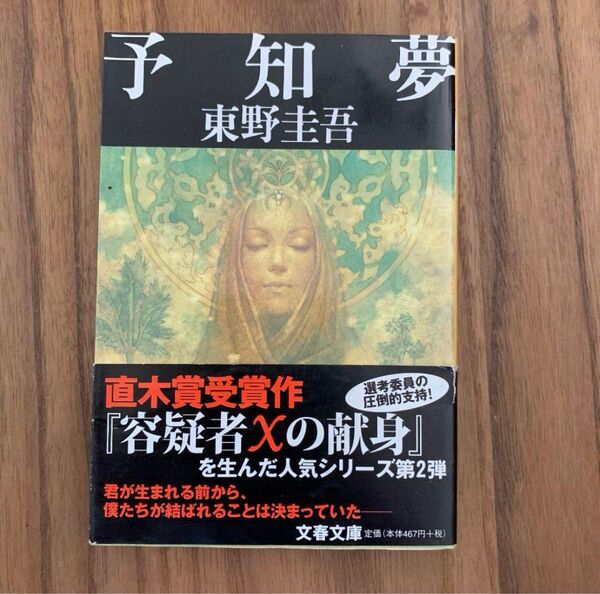 予知夢
東野圭吾
直木賞受賞作
選考委員の
圧倒的支持!
『容疑者Xの献身』
を生んだ人気シリーズ第2弾
君が生まれる前から、
僕たちが結ばれることは決まっていた――
文春文庫 定価(本体467円+税)